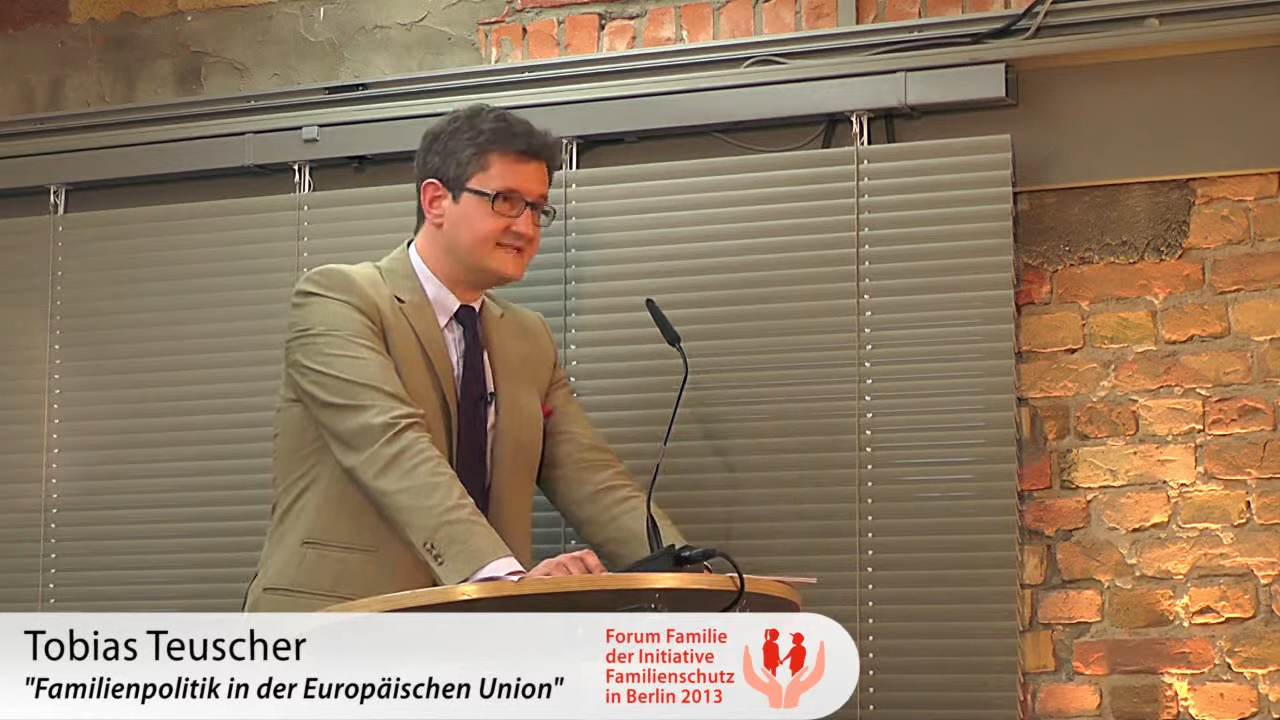 Tobias Teuscher
"Familienpolitik in der Europäischen Union"
Forum Familie
der Initiative
Familienschutz
in Berlin 2013